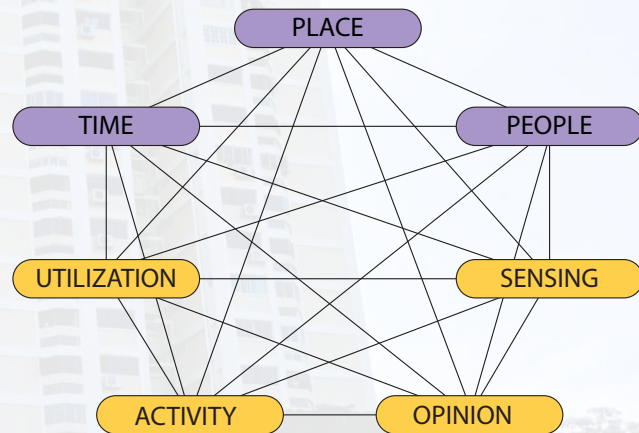 PLACE
TIME
PEOPLE
UTILIZATION
SENSING
ACTIVITY
OPINION